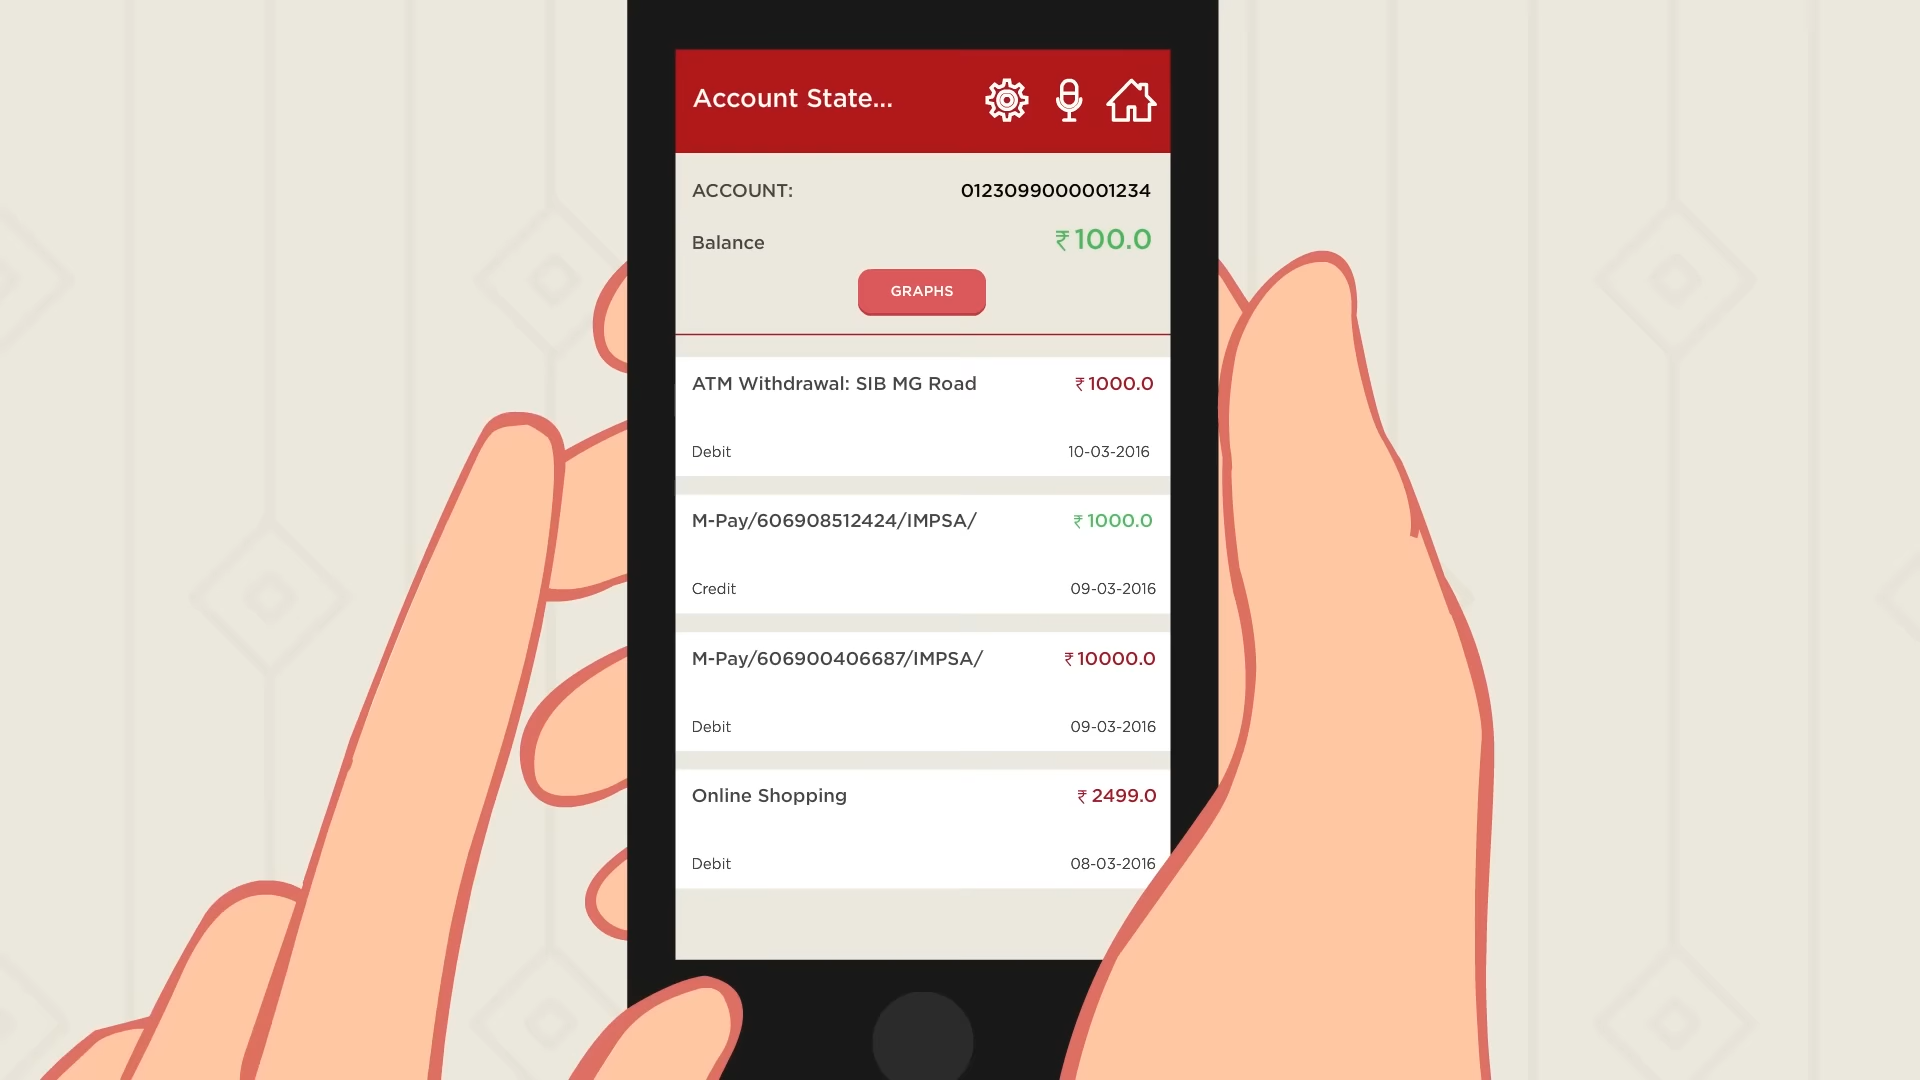 Account State...
ACCOUNT: 0123099000001234
Balance ₹ 100.0
GRAPHS
ATM Withdrawal: SIB MG Road ₹ 1000.0
Debit 10-03-2016
M-Pay/606908512424/IMPSA/ ₹ 1000.0
Credit 09-03-2016
M-Pay/606900406687/IMPSA/ ₹ 10000.0
Debit 09-03-2016
Online Shopping ₹ 2499.0
Debit 08-03-2016